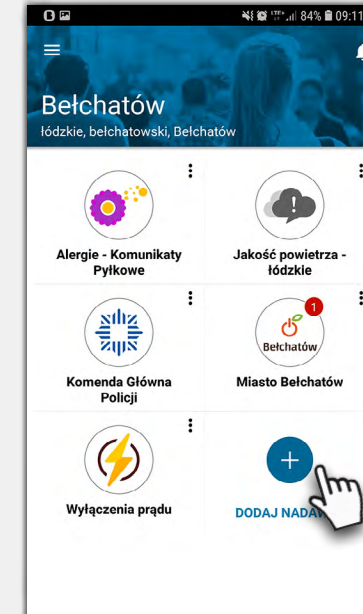 LTE+ 84% 09:11
Bełchatów
łódzkie, bełchatowski, Bełchatów
Alergie - Komunikaty
Pyłkowe
Jakość powietrza -
łódzkie
Komenda Główna
Policji
1
Bełchatów
Miasto Bełchatów
Wyłączenia prądu
DODAJ